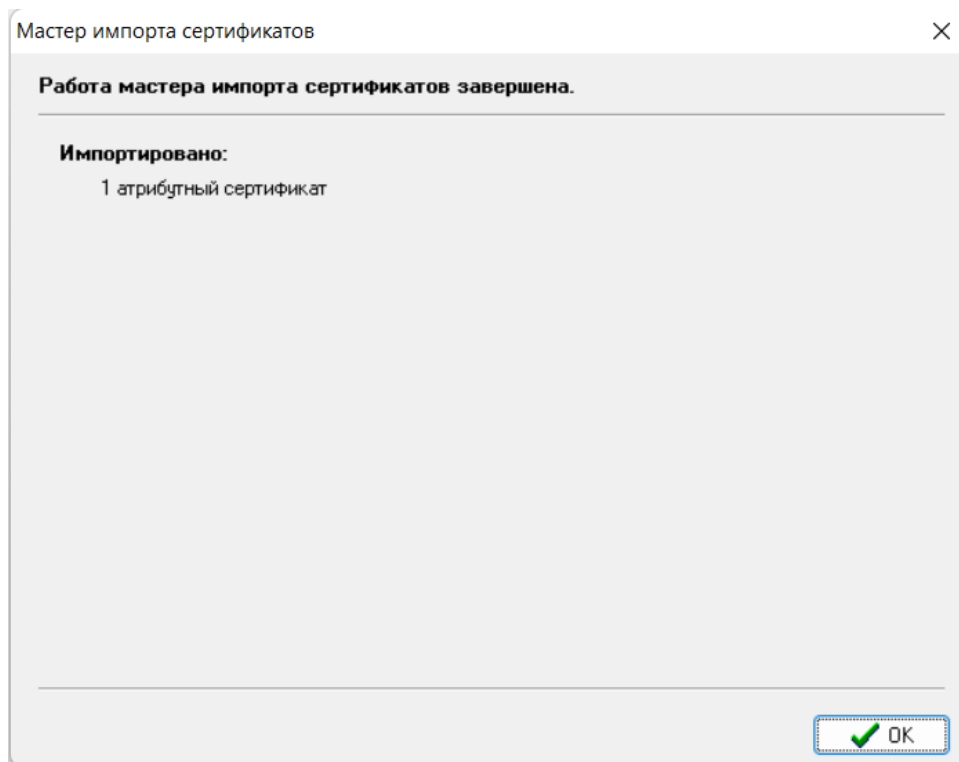 Мастер импорта сертификатов
Работа мастера импорта сертификатов завершена.
Импортировано:
1 атрибутный сертификат
OK